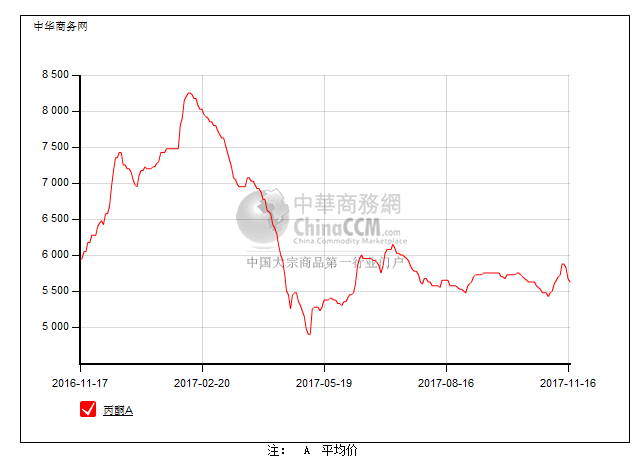 中华商务网
8 500
8 000
7 500
7 000
6 500
6 000
5 500
5 000
中華商務網
ChinaCCM.com
China Commodity Marketplace
中国大宗商品第一行业门户
2016-11-17 2017-02-20 2017-05-19 2017-08-16 2017-11-16
丙酮A
注： A 平均价